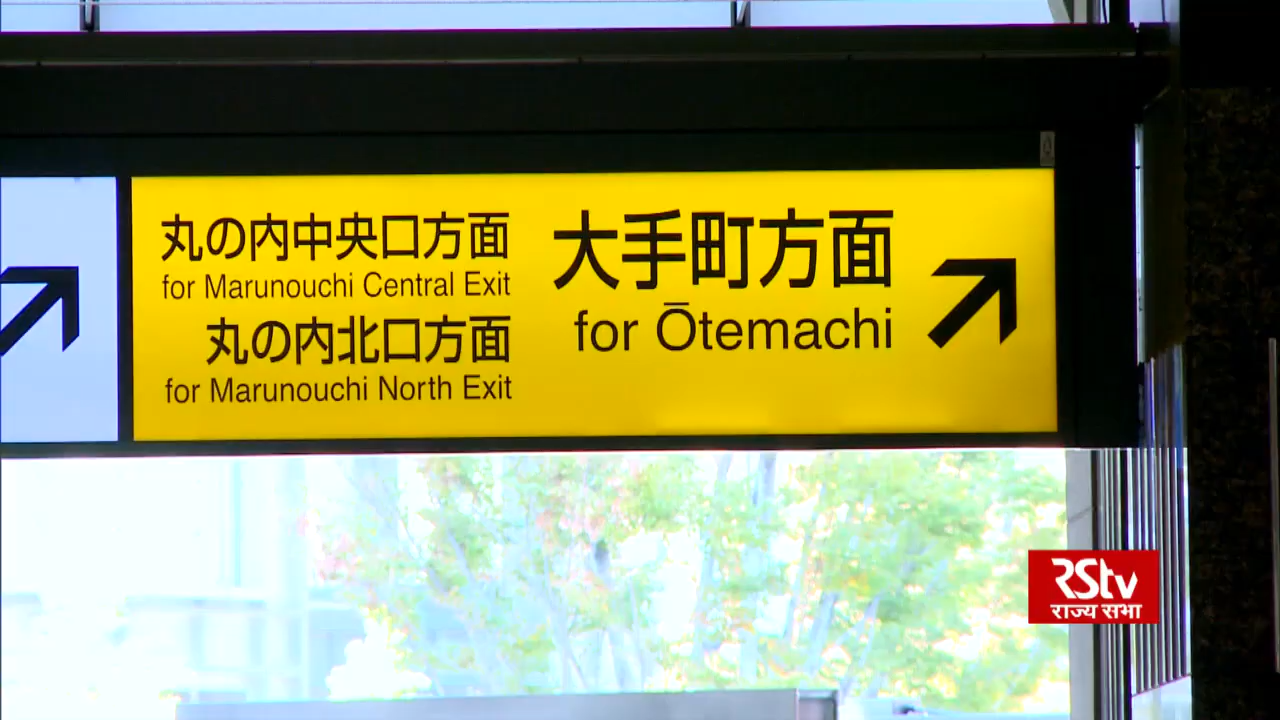 丸の内中央口方面
for Marunouchi Central Exit
丸の内北口方面
for Marunouchi North Exit
大手町方面
for Ōtemachi
RStv
राज्य सभा